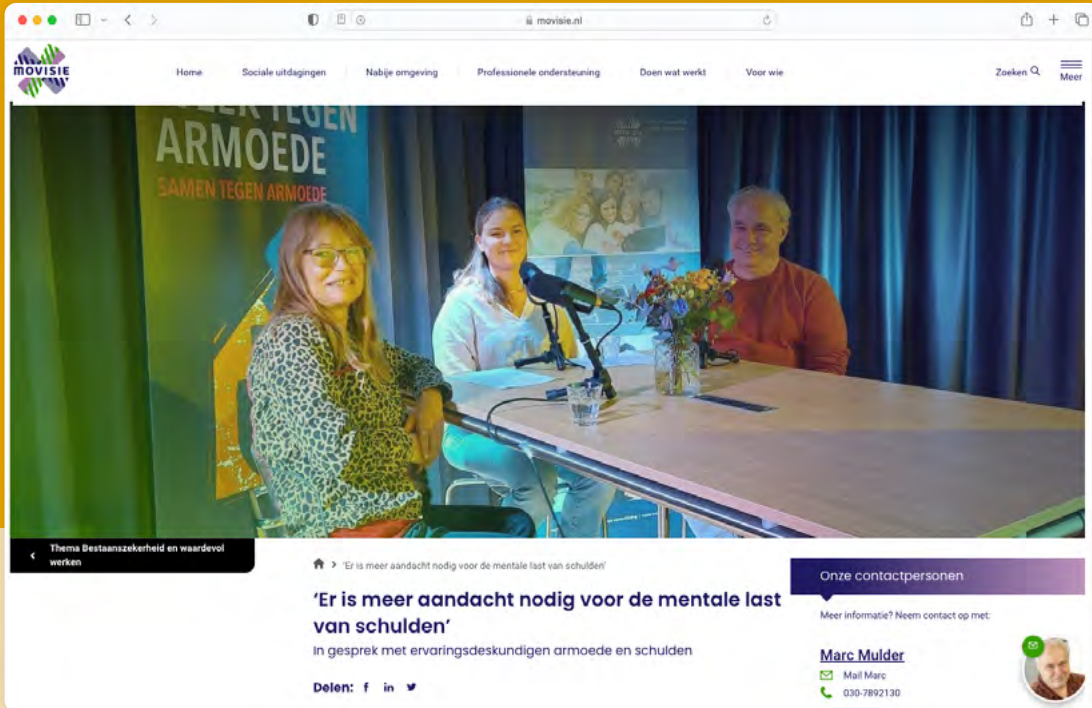 movisie.nl
MOVISIE
Home Sociale uitdagingen Nabije omgeving Professionele ondersteuning Doen wat werkt Voor wie Zoeken Meer
TEGEN
ARMOEDE
SAMEN TEGEN ARMOEDE
Thema Bestaanszekerheid en waardevol
werken
'Er is meer aandacht nodig voor de mentale last van schulden'
'Er is meer aandacht nodig voor de mentale last
van schulden'
In gesprek met ervaringsdeskundigen armoede en schulden
Delen:
Onze contactpersonen
Meer informatie? Neem contact op met:
Marc Mulder
Mail Marc
030-7892130